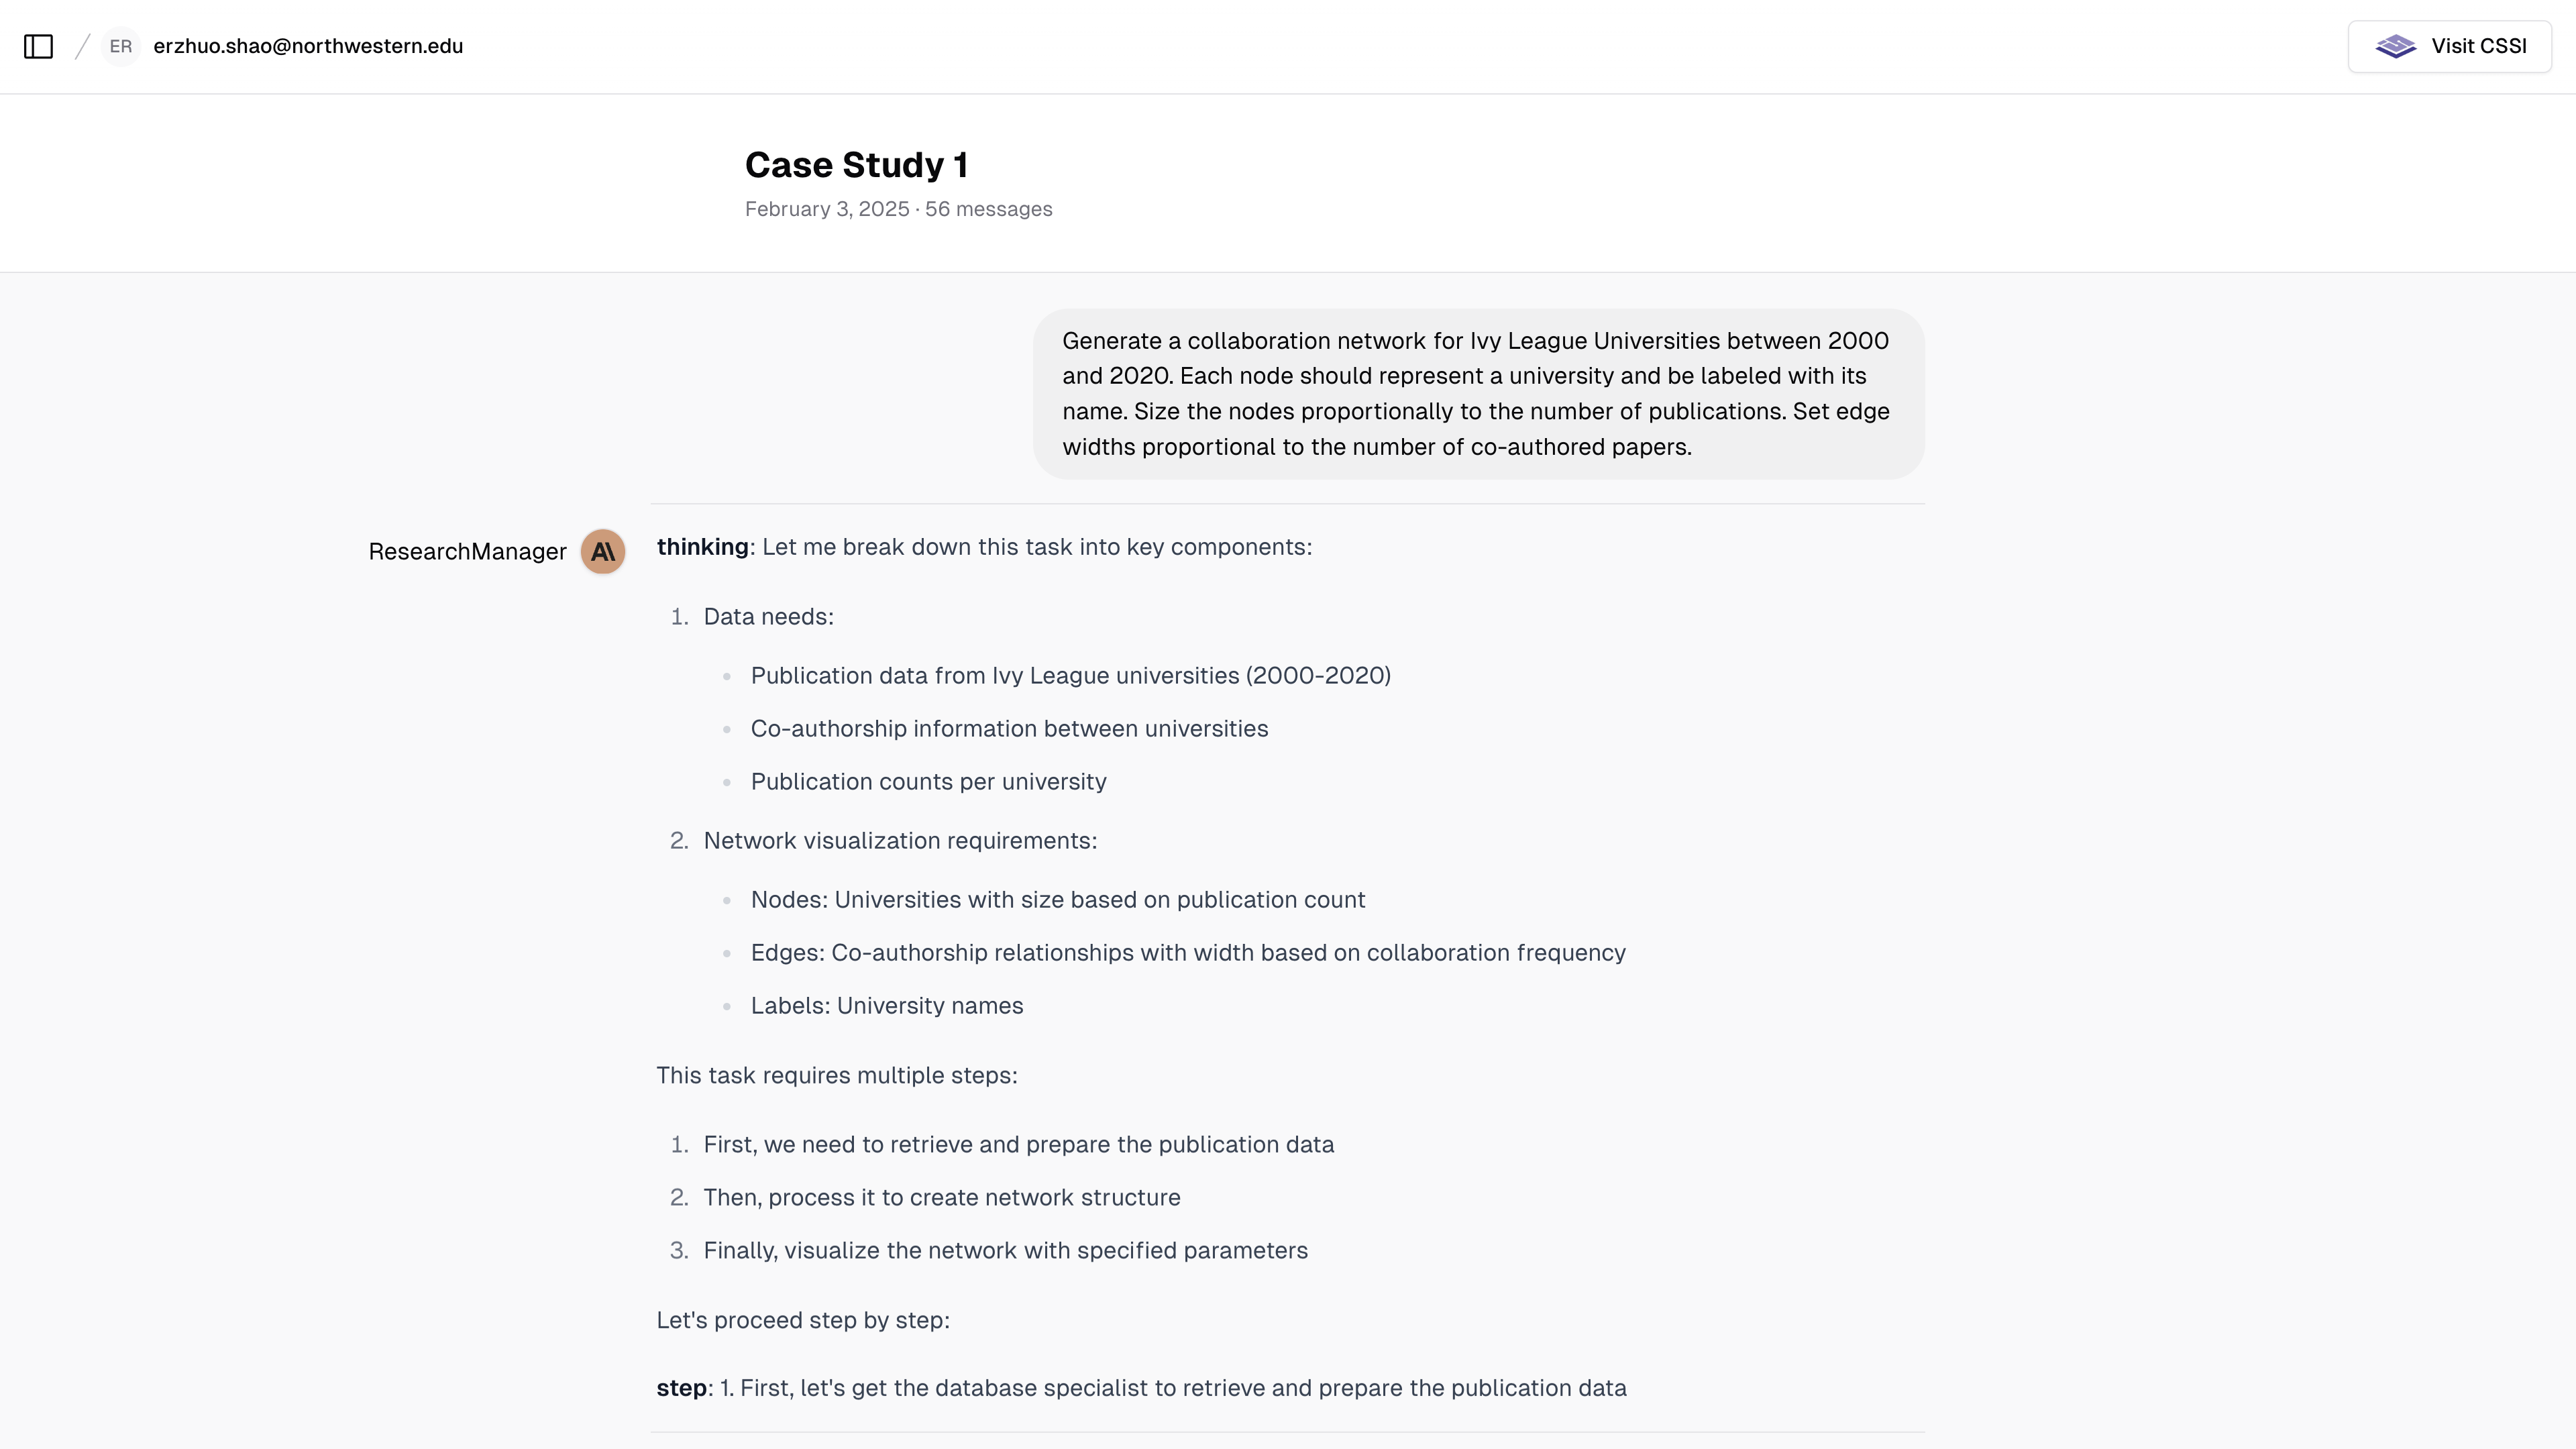 ER erzhuo.shao@northwestern.edu
Visit CSSI
Case Study 1
February 3, 2025 · 56 messages
Generate a collaboration network for Ivy League Universities between 2000
and 2020. Each node should represent a university and be labeled with its
name. Size the nodes proportionally to the number of publications. Set edge
widths proportional to the number of co-authored papers.
ResearchManager
thinking: Let me break down this task into key components:
1. Data needs:
• Publication data from Ivy League universities (2000-2020)
• Co-authorship information between universities
• Publication counts per university
2. Network visualization requirements:
• Nodes: Universities with size based on publication count
• Edges: Co-authorship relationships with width based on collaboration frequency
• Labels: University names
This task requires multiple steps:
1. First, we need to retrieve and prepare the publication data
2. Then, process it to create network structure
3. Finally, visualize the network with specified parameters
Let's proceed step by step:
step: 1. First, let's get the database specialist to retrieve and prepare the publication data